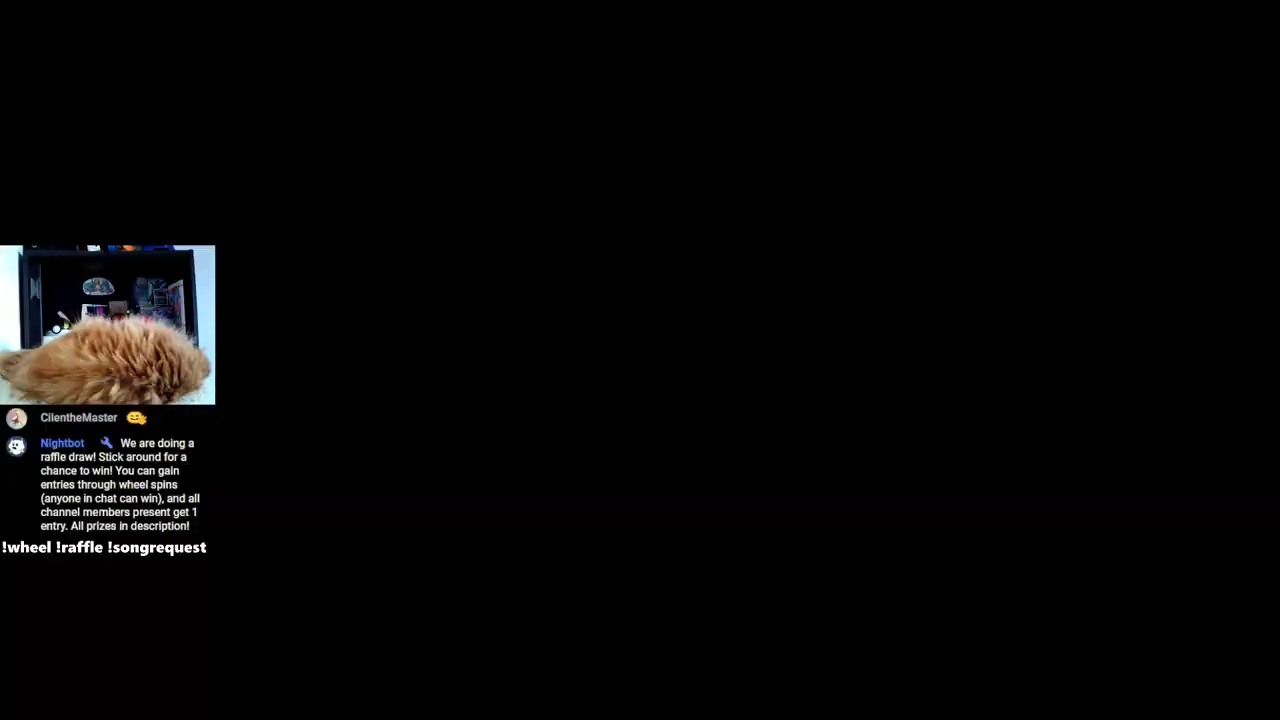 CilentheMaster
Nightbot We are doing a
raffle draw! Stick around for a
chance to win! You can gain
entries through wheel spins
(anyone in chat can win), and all
channel members present get 1
entry. All prizes in description!
!wheel !raffle !songrequest